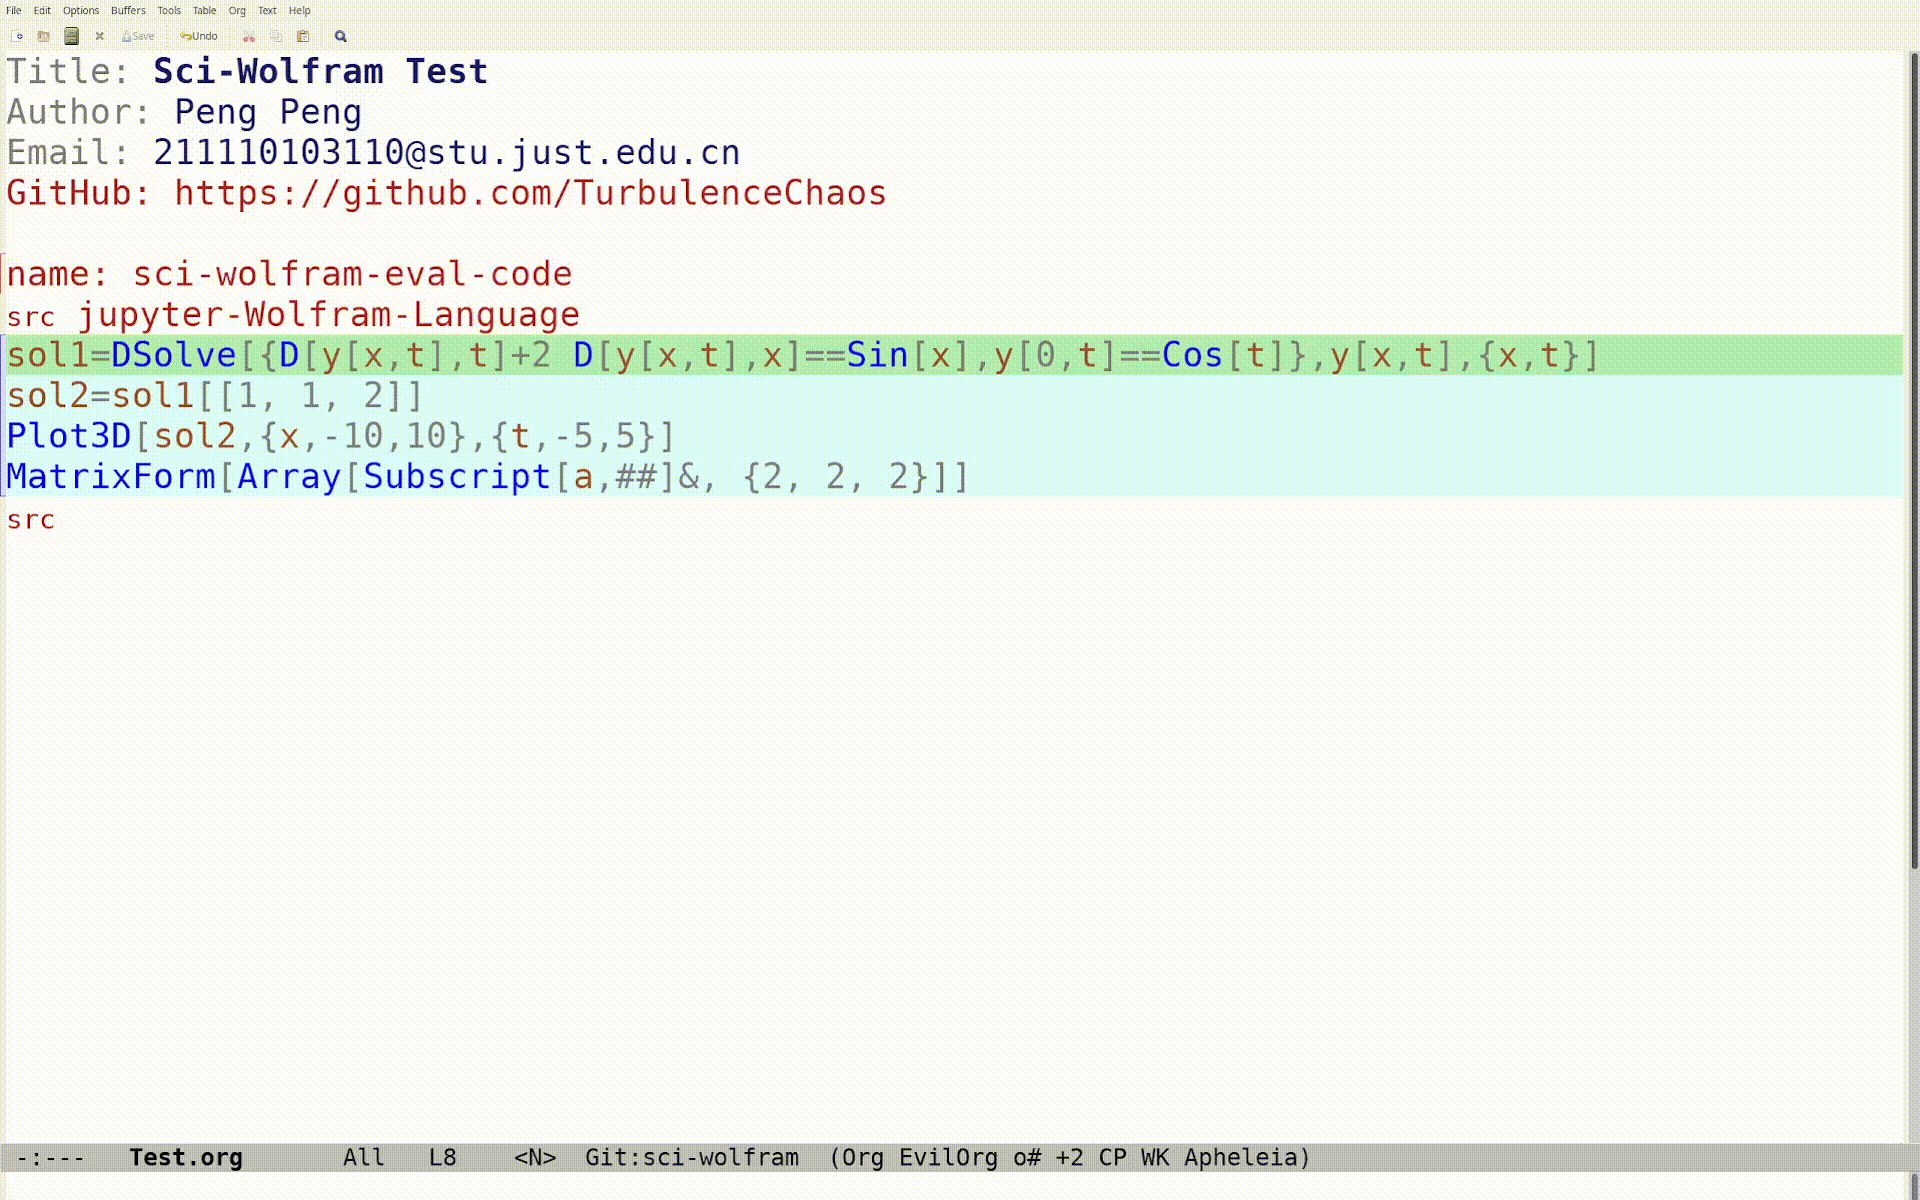 File Edit Options Buffers Tools Table Org Text Help
Save Undo
Title: Sci-Wolfram Test
Author: Peng Peng
Email: 211110103110@stu.just.edu.cn
GitHub: https://github.com/TurbulenceChaos
name: sci-wolfram-eval-code
src jupyter-Wolfram-Language
sol1=DSolve[{D[y[x,t],t]+2 D[y[x,t],x]==Sin[x],y[0,t]==Cos[t]},y[x,t],{x,t}]
sol2=sol1[[1, 1, 2]]
Plot3D[sol2,{x,-10,10},{t,-5,5}]
MatrixForm[Array[Subscript[a,##]&, {2, 2, 2}]]
src
-:--- Test.org All L8 <N> Git:sci-wolfram (Org EvilOrg o# +2 CP WK Apheleia)